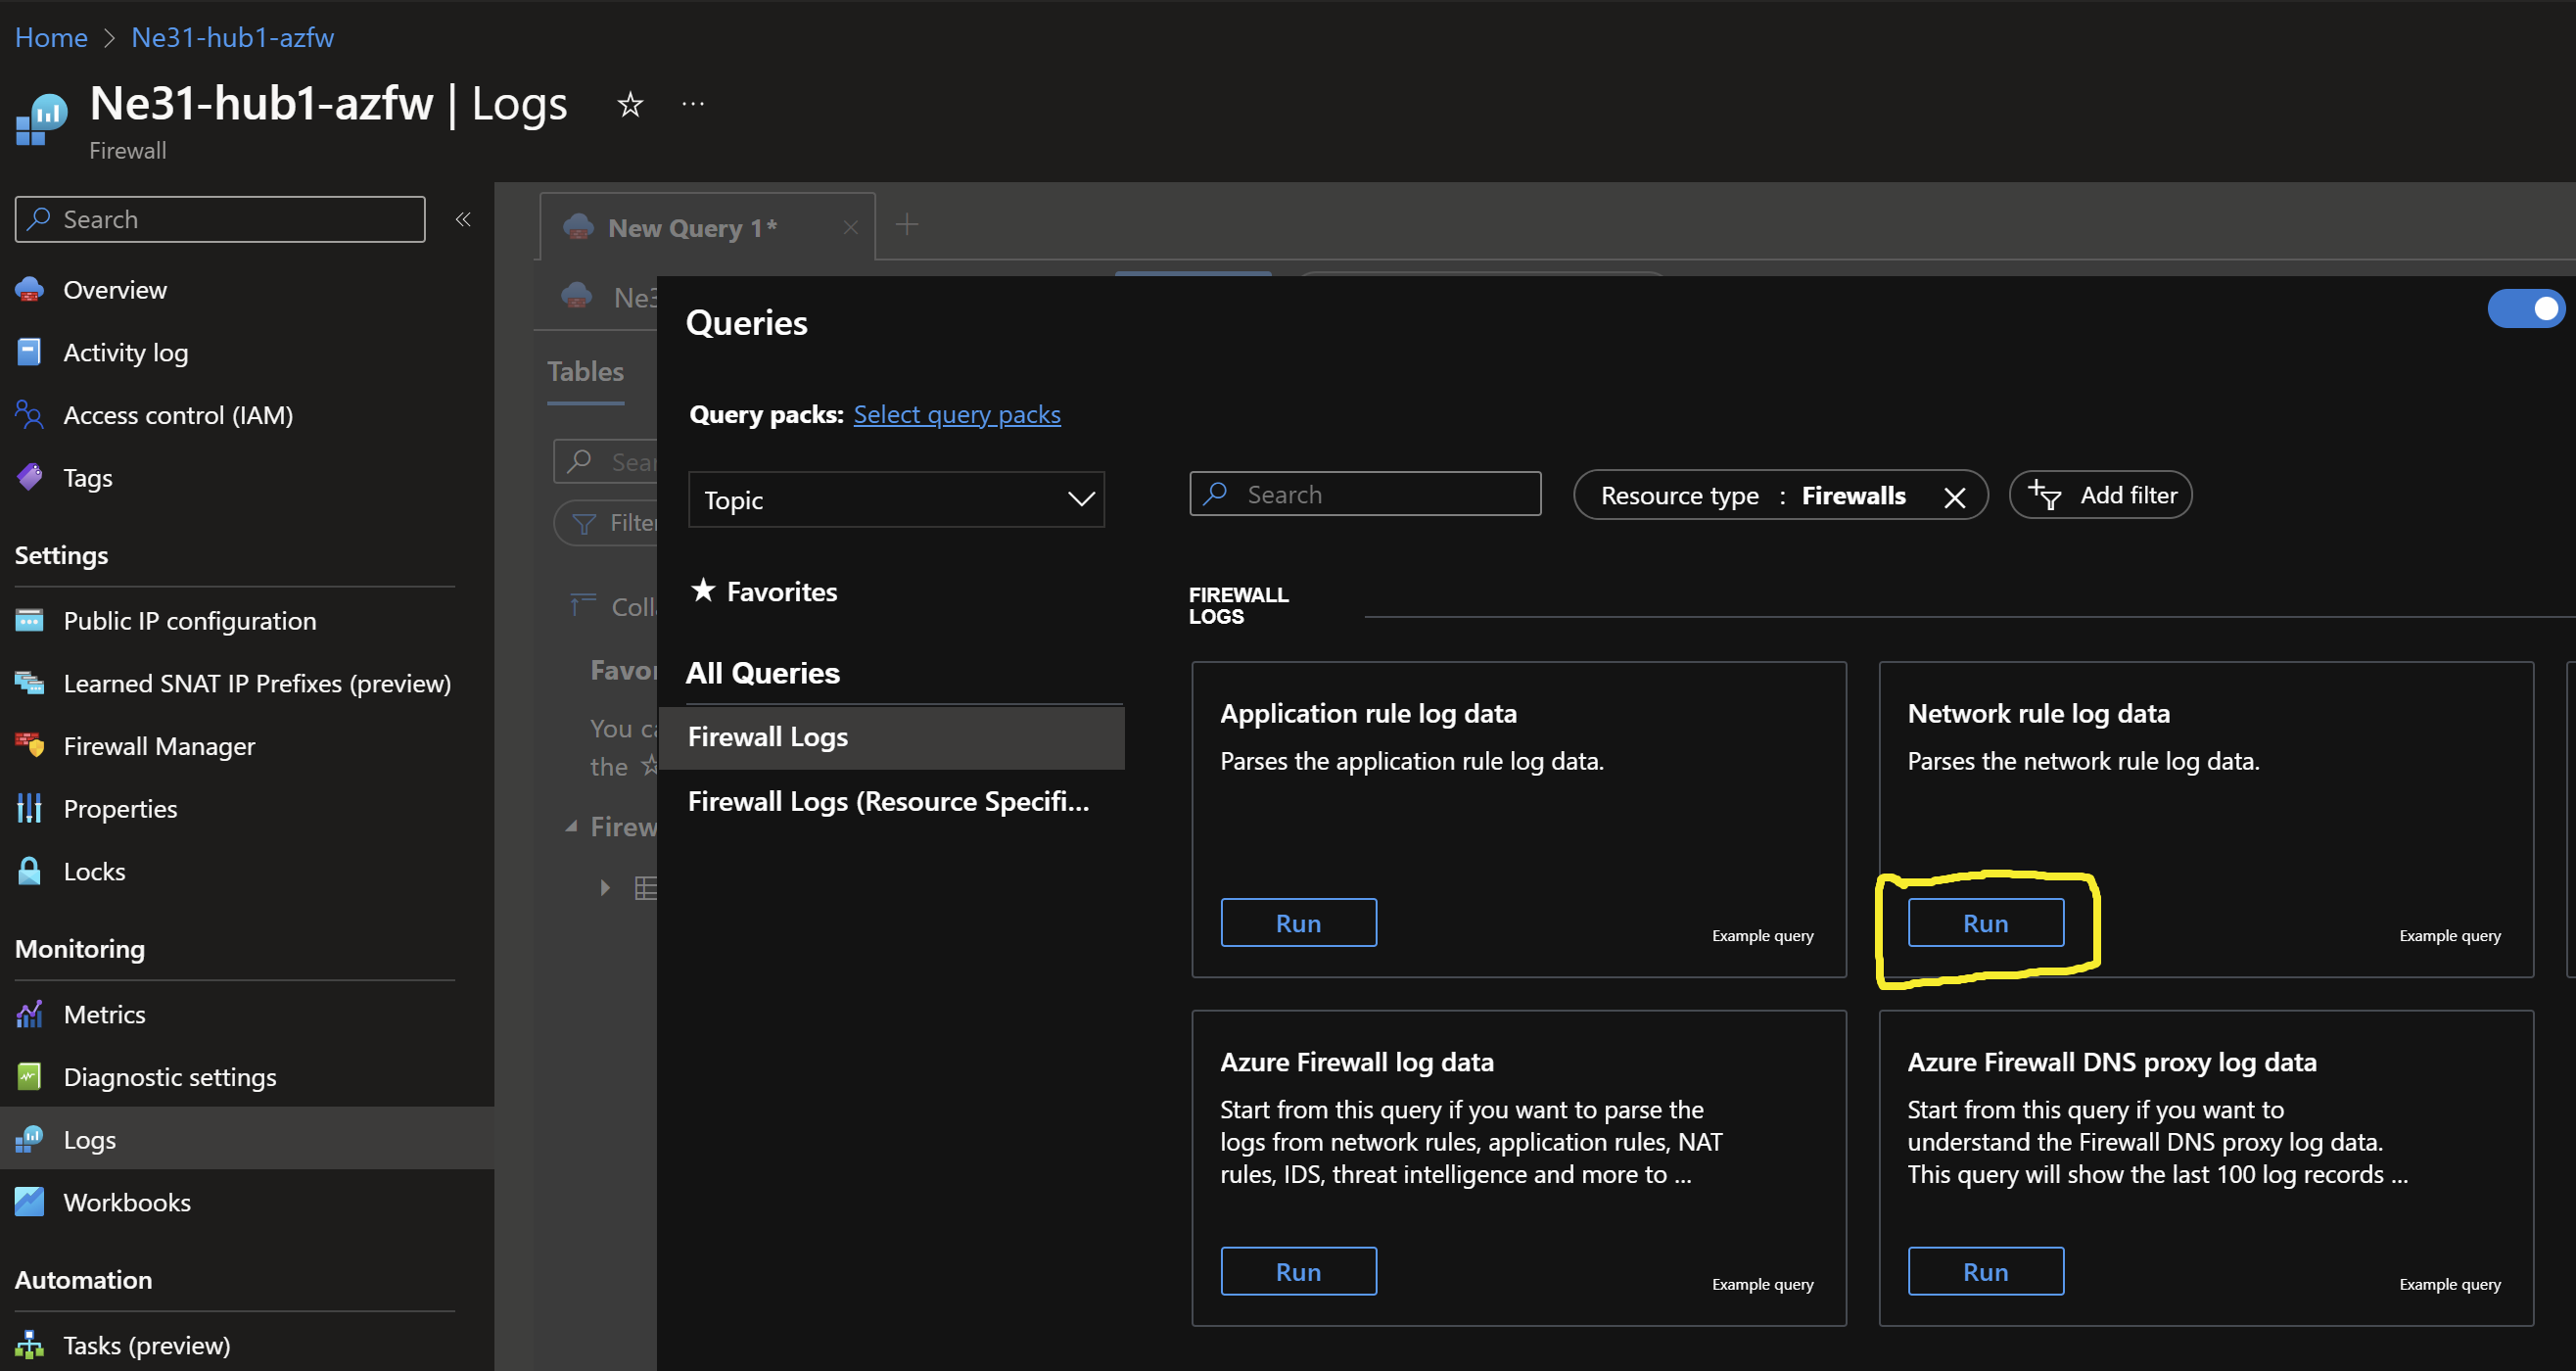 Home > Ne31-hub1-azfw
Ne31-hub1-azfw | Logs
Firewall
Search
Overview
Activity log
Access control (IAM)
Tags
Settings
Public IP configuration
Learned SNAT IP Prefixes (preview)
Firewall Manager
Properties
Locks
Monitoring
Metrics
Diagnostic settings
Logs
Workbooks
Automation
Tasks (preview)
New Query 1*
Ne3
Tables
Sear
Filter
Coll
Favor
You ca
the
Firew
Queries
Query packs: Select query packs
Topic
Search
Resource type : Firewalls
Add filter
Favorites
All Queries
Firewall Logs
Firewall Logs (Resource Specifi...
FIREWALL
LOGS
Application rule log data
Parses the application rule log data.
Run
Example query
Network rule log data
Parses the network rule log data.
Run
Example query
Azure Firewall log data
Start from this query if you want to parse the
logs from network rules, application rules, NAT
rules, IDS, threat intelligence and more to ...
Run
Example query
Azure Firewall DNS proxy log data
Start from this query if you want to
understand the Firewall DNS proxy log data.
This query will show the last 100 log records ...
Run
Example query